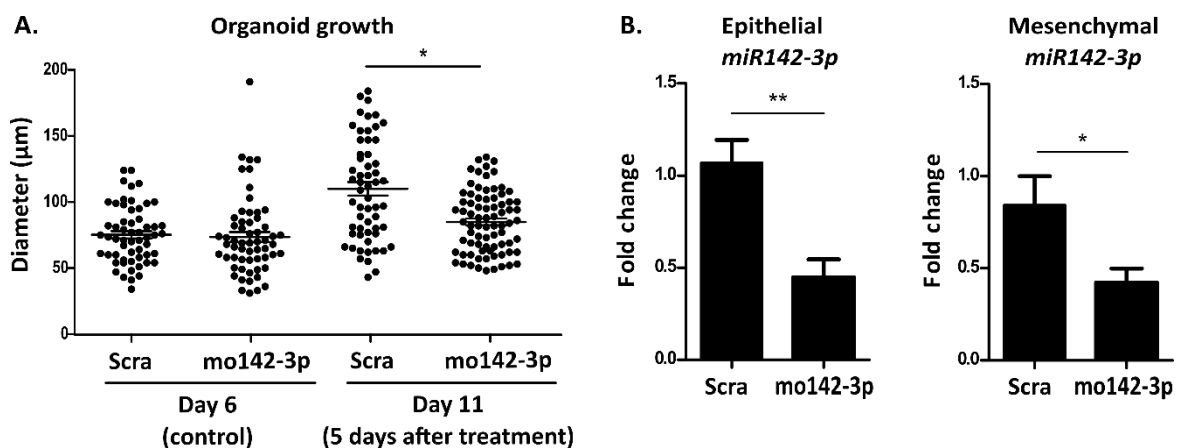 A.
Organoid growth
*
Diameter (µm)
200
150
100
50
0
Scra
mo142-3p
Scra
mo142-3p
Day 6
(control)
Day 11
(5 days after treatment)
B.
Epithelial
miR142-3p
Fold change
1.5
1.0
0.5
0.0
**
Scra
mo142-3p
Mesenchymal
miR142-3p
Fold change
1.5
1.0
0.5
0.0
*
Scra
mo142-3p